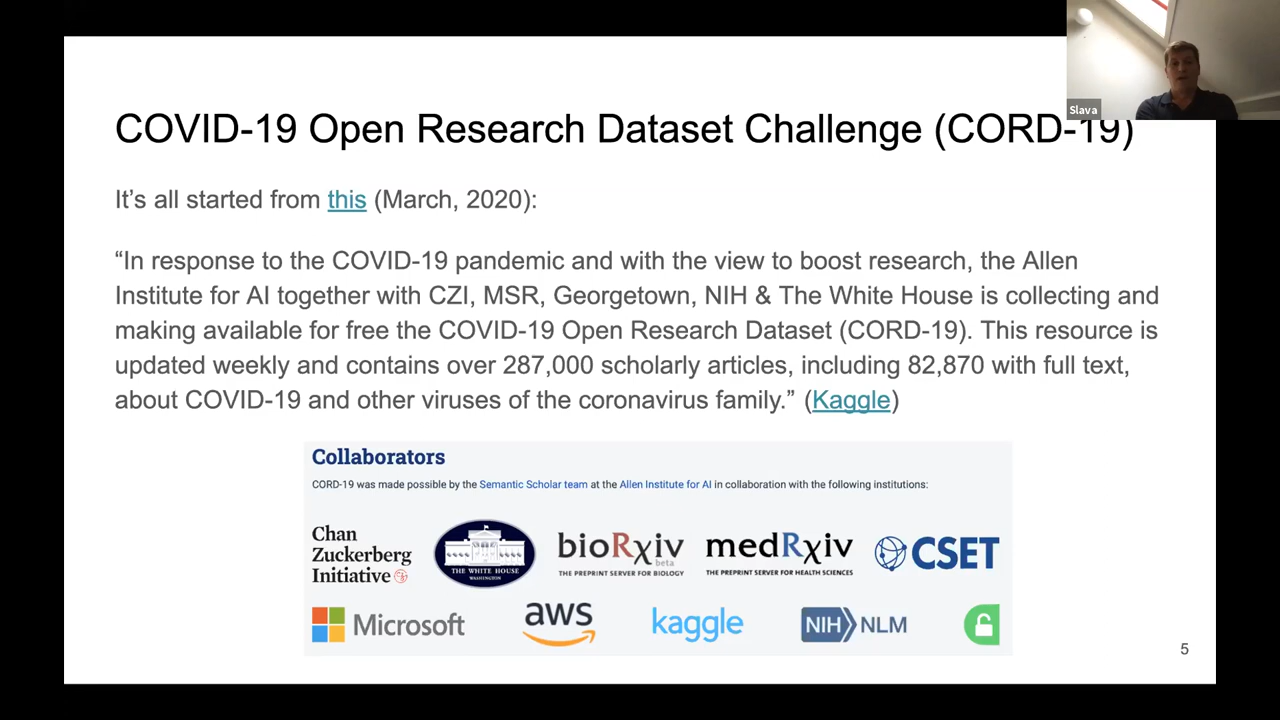 Slava
COVID-19 Open Research Dataset Challenge (CORD-19)
It's all started from this (March, 2020):
“In response to the COVID-19 pandemic and with the view to boost research, the Allen
Institute for AI together with CZI, MSR, Georgetown, NIH & The White House is collecting and
making available for free the COVID-19 Open Research Dataset (CORD-19). This resource is
updated weekly and contains over 287,000 scholarly articles, including 82,870 with full text,
about COVID-19 and other viruses of the coronavirus family.” (Kaggle)
Collaborators
CORD-19 was made possible by the Semantic Scholar team at the Allen Institute for AI in collaboration with the following institutions:
Chan
Zuckerberg
Initiative
THE WHITE HOUSE
WASHINGTON
bioRχiv
beta
THE PREPRINT SERVER FOR BIOLOGY
medRχiv
THE PREPRINT SERVER FOR HEALTH SCIENCES
CSET
Microsoft
aws
kaggle
NIH NLM
5